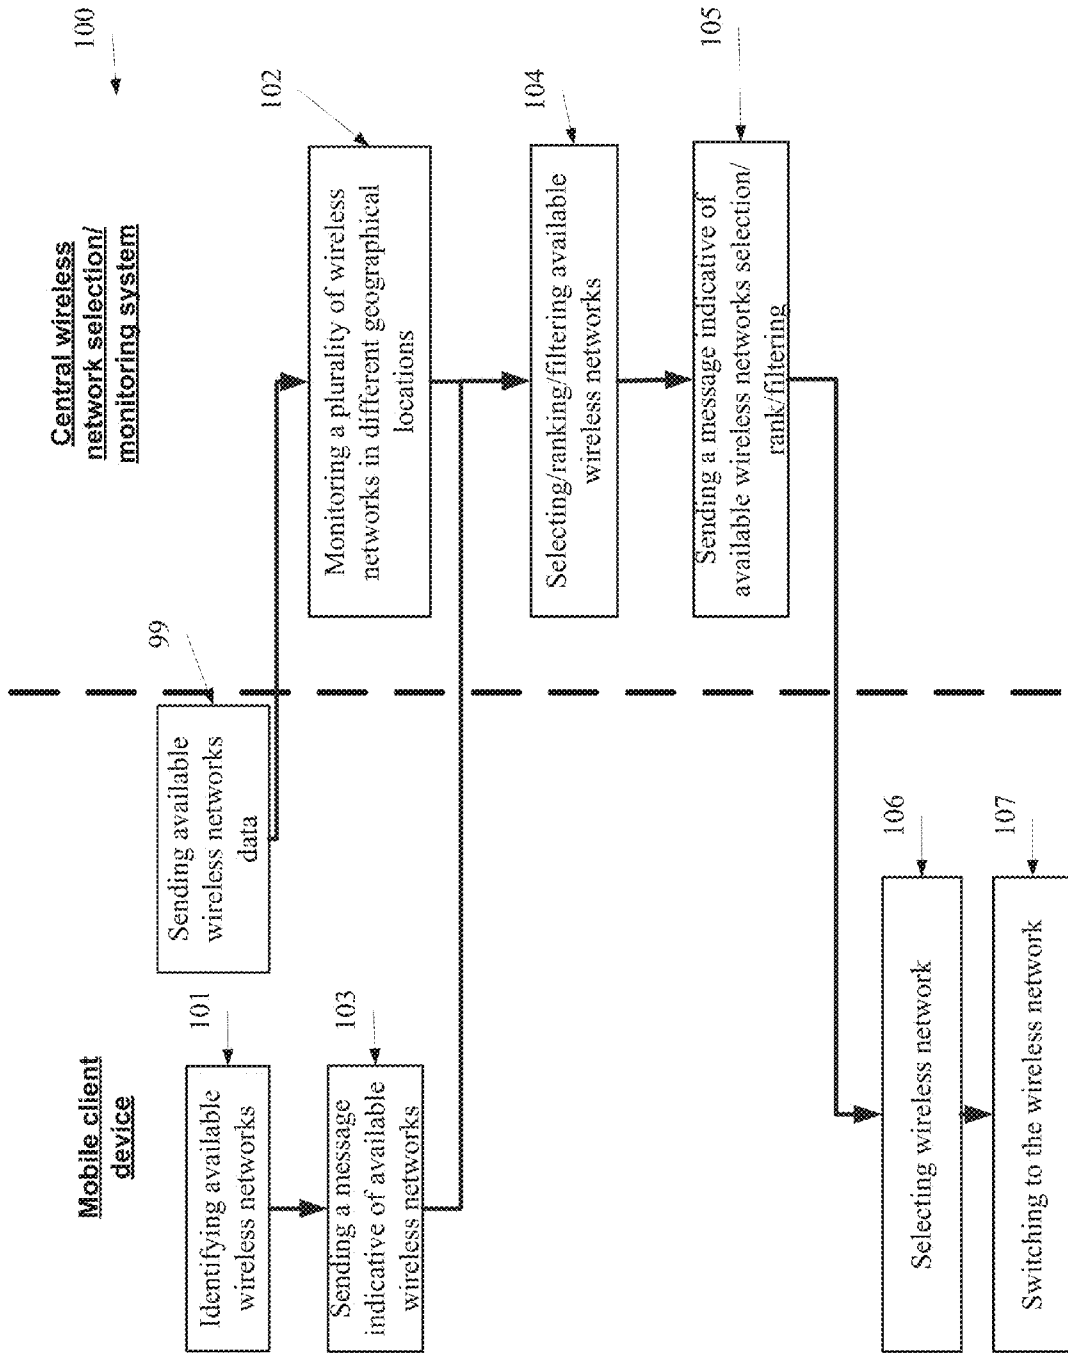 100
Mobile client
device
Central wireless
network selection/
monitoring system
99
Sending available
wireless networks
data
101
Identifying available
wireless networks
102
Monitoring a plurality of wireless
networks in different geographical
locations
103
Sending a message
indicative of available
wireless networks
104
Selecting/ranking/filtering available
wireless networks
105
Sending a message indicative of
available wireless networks selection/
rank/filtering
106
Selecting wireless network
107
Switching to the wireless network